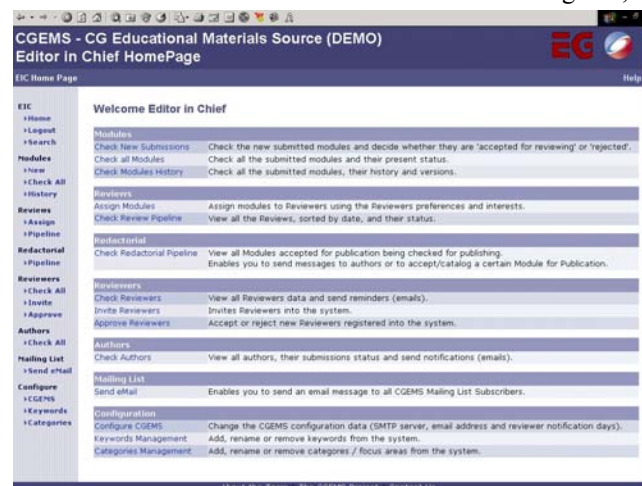 CGEMS - CG Educational Materials Source (DEMO)
Editor in Chief HomePage
EG
EIC Home Page
Help
EIC
Home
Logout
Search
Modules
New
Check All
History
Reviews
Assign
Pipeline
Redactorial
Pipeline
Reviewers
Check All
Invite
Approve
Authors
Check All
Mailing List
Send eMail
Configure
CGEMS
Keywords
Categories
Welcome Editor in Chief
Modules
Check New Submissions Check the new submitted modules and decide whether they are 'accepted for reviewing' or 'rejected'.
Check all Modules Check all the submitted modules and their present status.
Check Modules History Check all the submitted modules, their history and versions.
Reviews
Assign Modules Assign modules to Reviewers using the Reviewers preferences and interests.
Check Review Pipeline View all the Reviews, sorted by date, and their status.
Redactorial
Check Redactorial Pipeline View all Modules accepted for publication being checked for publishing.
Enables you to send messages to authors or to accept/catalog a certain Module for Publication.
Reviewers
Check Reviewers View all Reviewers data and send reminders (emails).
Invite Reviewers Invites Reviewers into the system.
Approve Reviewers Accept or reject new Reviewers registered into the system.
Authors
Check Authors View all authors, their submissions status and send notifications (emails).
Mailing List
Send eMail Enables you to send an email message to all CGEMS Mailing List Subscribers.
Configuration
Configure CGEMS Change the CGEMS configuration data (SMTP server, email address and reviewer notification days).
Keywords Management Add, rename or remove keywords from the system.
Categories Management Add, rename or remove categores / focus areas from the system.